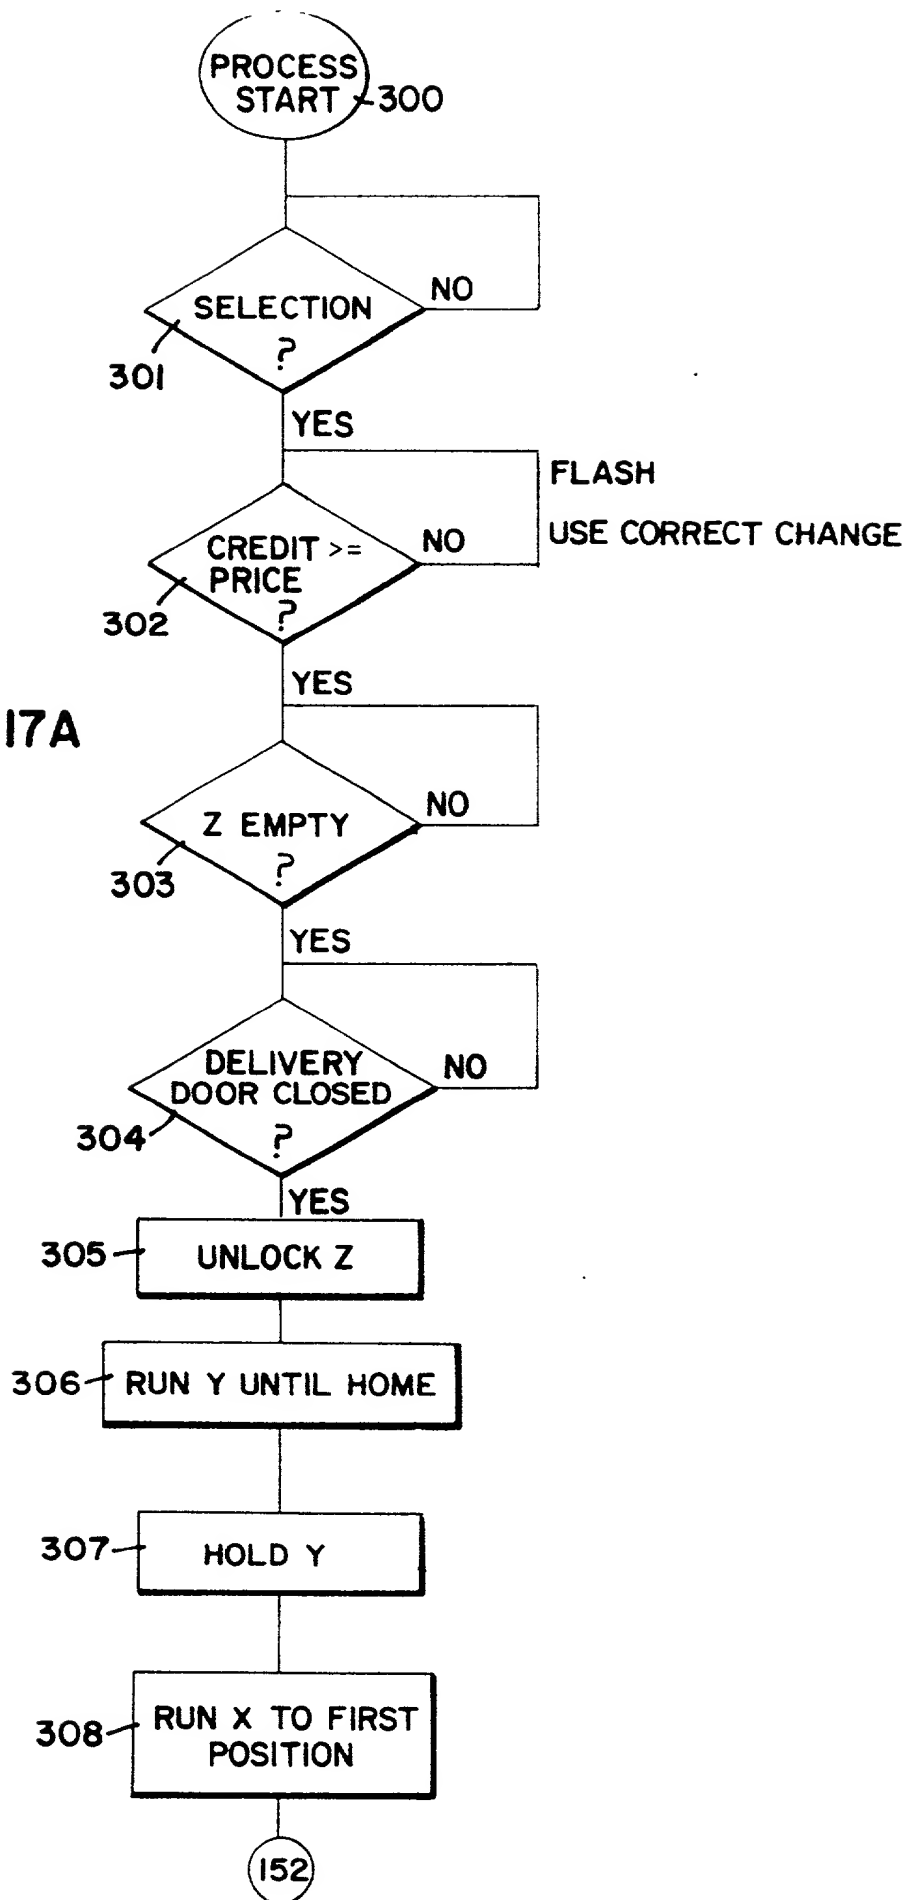 PROCESS
START
300
SELECTION
?
NO
301
YES
FLASH
USE CORRECT CHANGE
CREDIT >=
PRICE
?
NO
302
YES
17A
Z EMPTY
?
NO
303
YES
DELIVERY
DOOR CLOSED
?
NO
304
YES
305
UNLOCK Z
306
RUN Y UNTIL HOME
307
HOLD Y
308
RUN X TO FIRST
POSITION
152